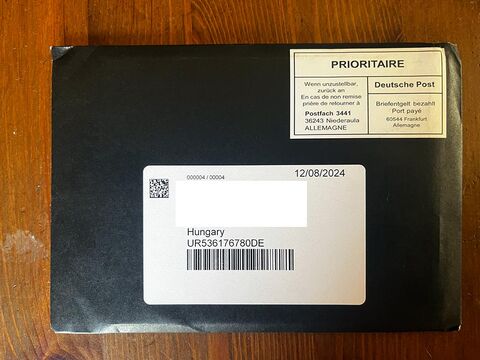 PRIORITAIRE
Wenn unzustellbar,
zurück an
En cas de non remise
prière de retourner à
Postfach 3441
36243 Niederaula
ALLEMAGNE
Deutsche Post
Briefentgelt bezahlt
Port payé
60544 Frankfurt
Allemagne
000004 / 00004
12/08/2024
Hungary
UR536176780DE